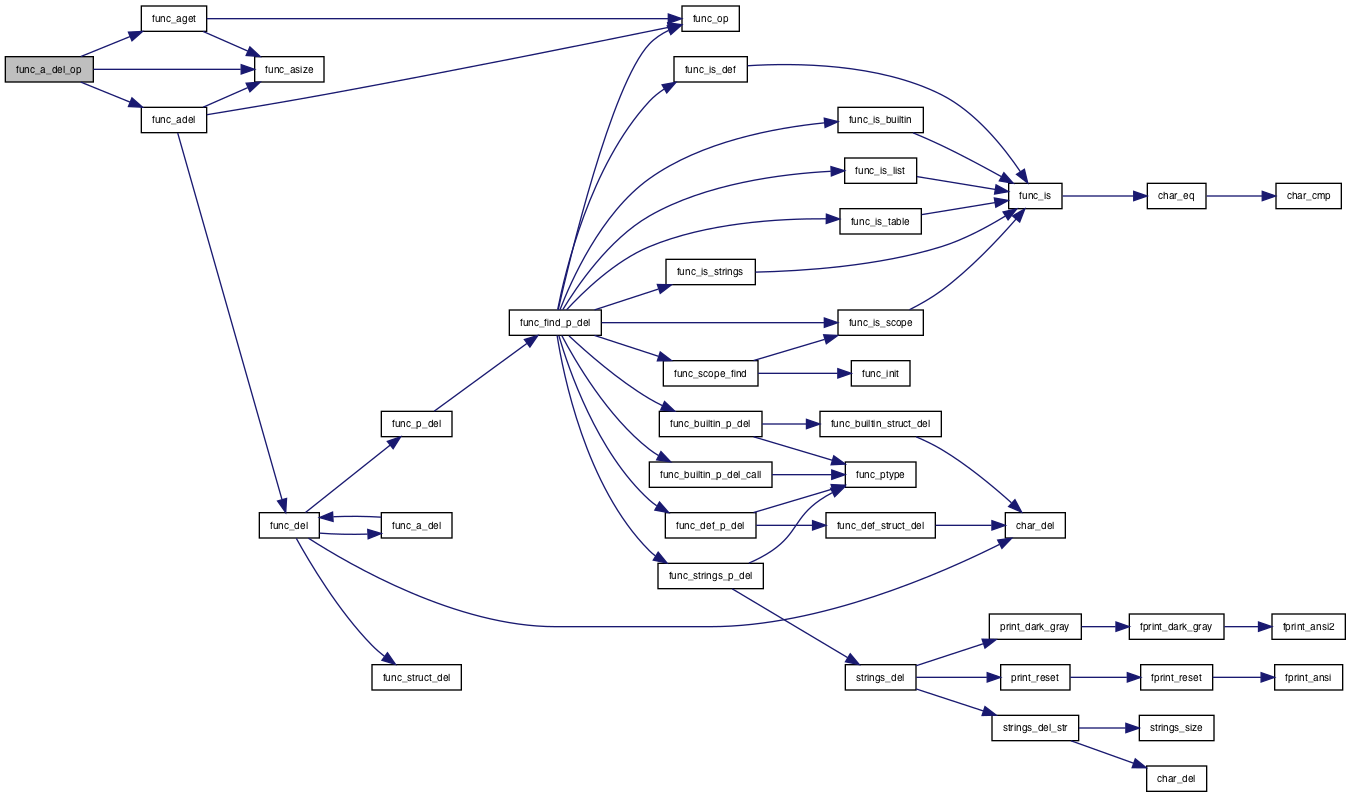 func_a_del_op
func_aget
func_asize
func_adel
func_op
func_is_def
func_is_builtin
func_is_list
func_is_table
func_is_strings
func_is
char_eq
char_cmp
func_find_p_del
func_is_scope
func_scope_find
func_init
func_p_del
func_builtin_p_del
func_builtin_struct_del
func_builtin_p_del_call
func_ptype
func_del
func_a_del
func_def_p_del
func_def_struct_del
char_del
func_strings_p_del
func_struct_del
strings_del
print_dark_gray
fprint_dark_gray
fprint_ansi2
print_reset
fprint_reset
fprint_ansi
strings_del_str
strings_size
char_del